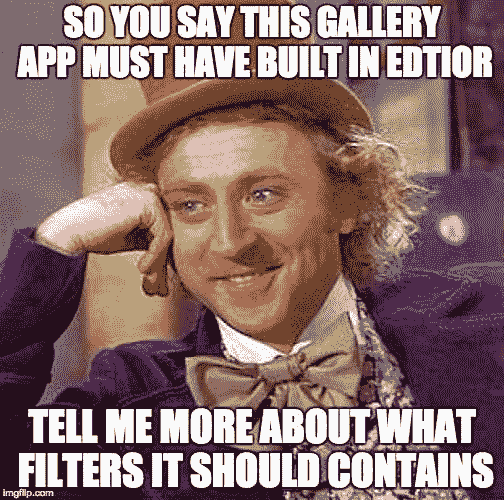 SO YOU SAY THIS GALLERY
APP MUST HAVE BUILT IN EDTIOR
TELL ME MORE ABOUT WHAT
FILTERS IT SHOULD CONTAINS
imgflip.com